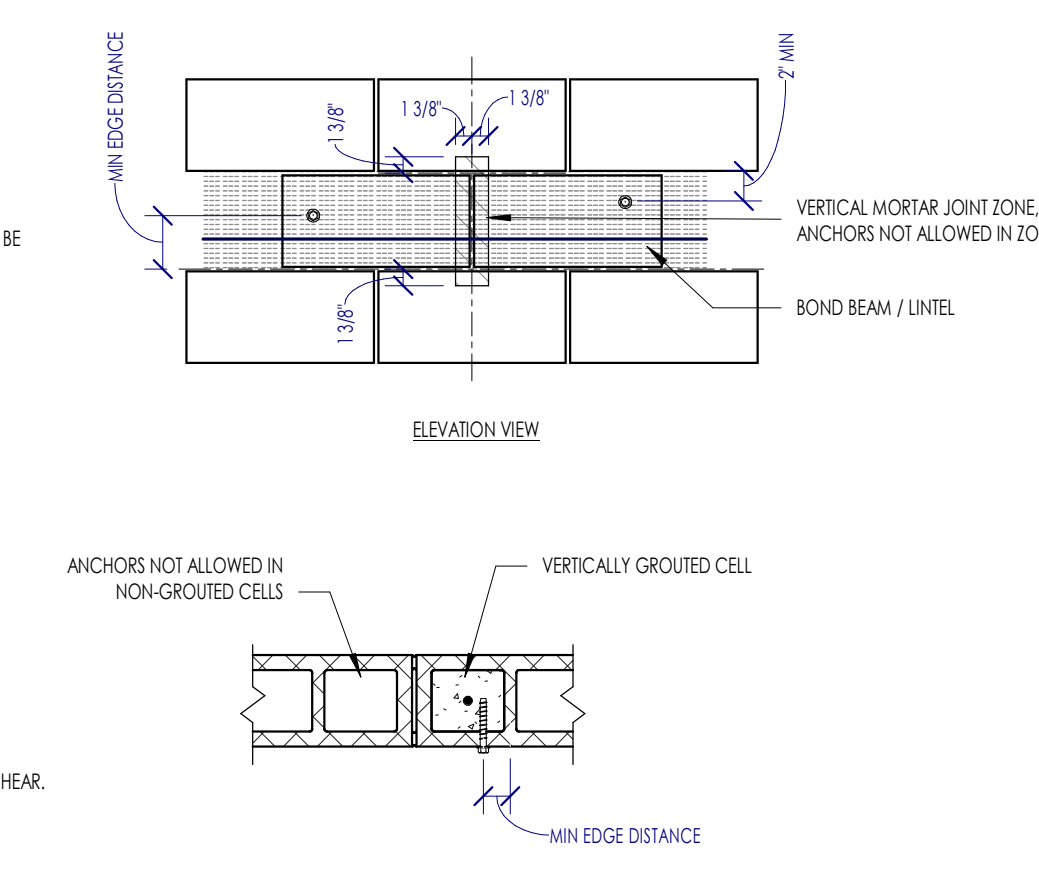 MIN EDGE DISTANCE
2" MIN
1 3/8"
1 3/8"
1 3/8"
BE
VERTICAL MORTAR JOINT ZONE,
ANCHORS NOT ALLOWED IN ZO
BOND BEAM / LINTEL
1 3/8"
ELEVATION VIEW
ANCHORS NOT ALLOWED IN
NON-GROUTED CELLS
VERTICALLY GROUTED CELL
HEAR.
MIN EDGE DISTANCE